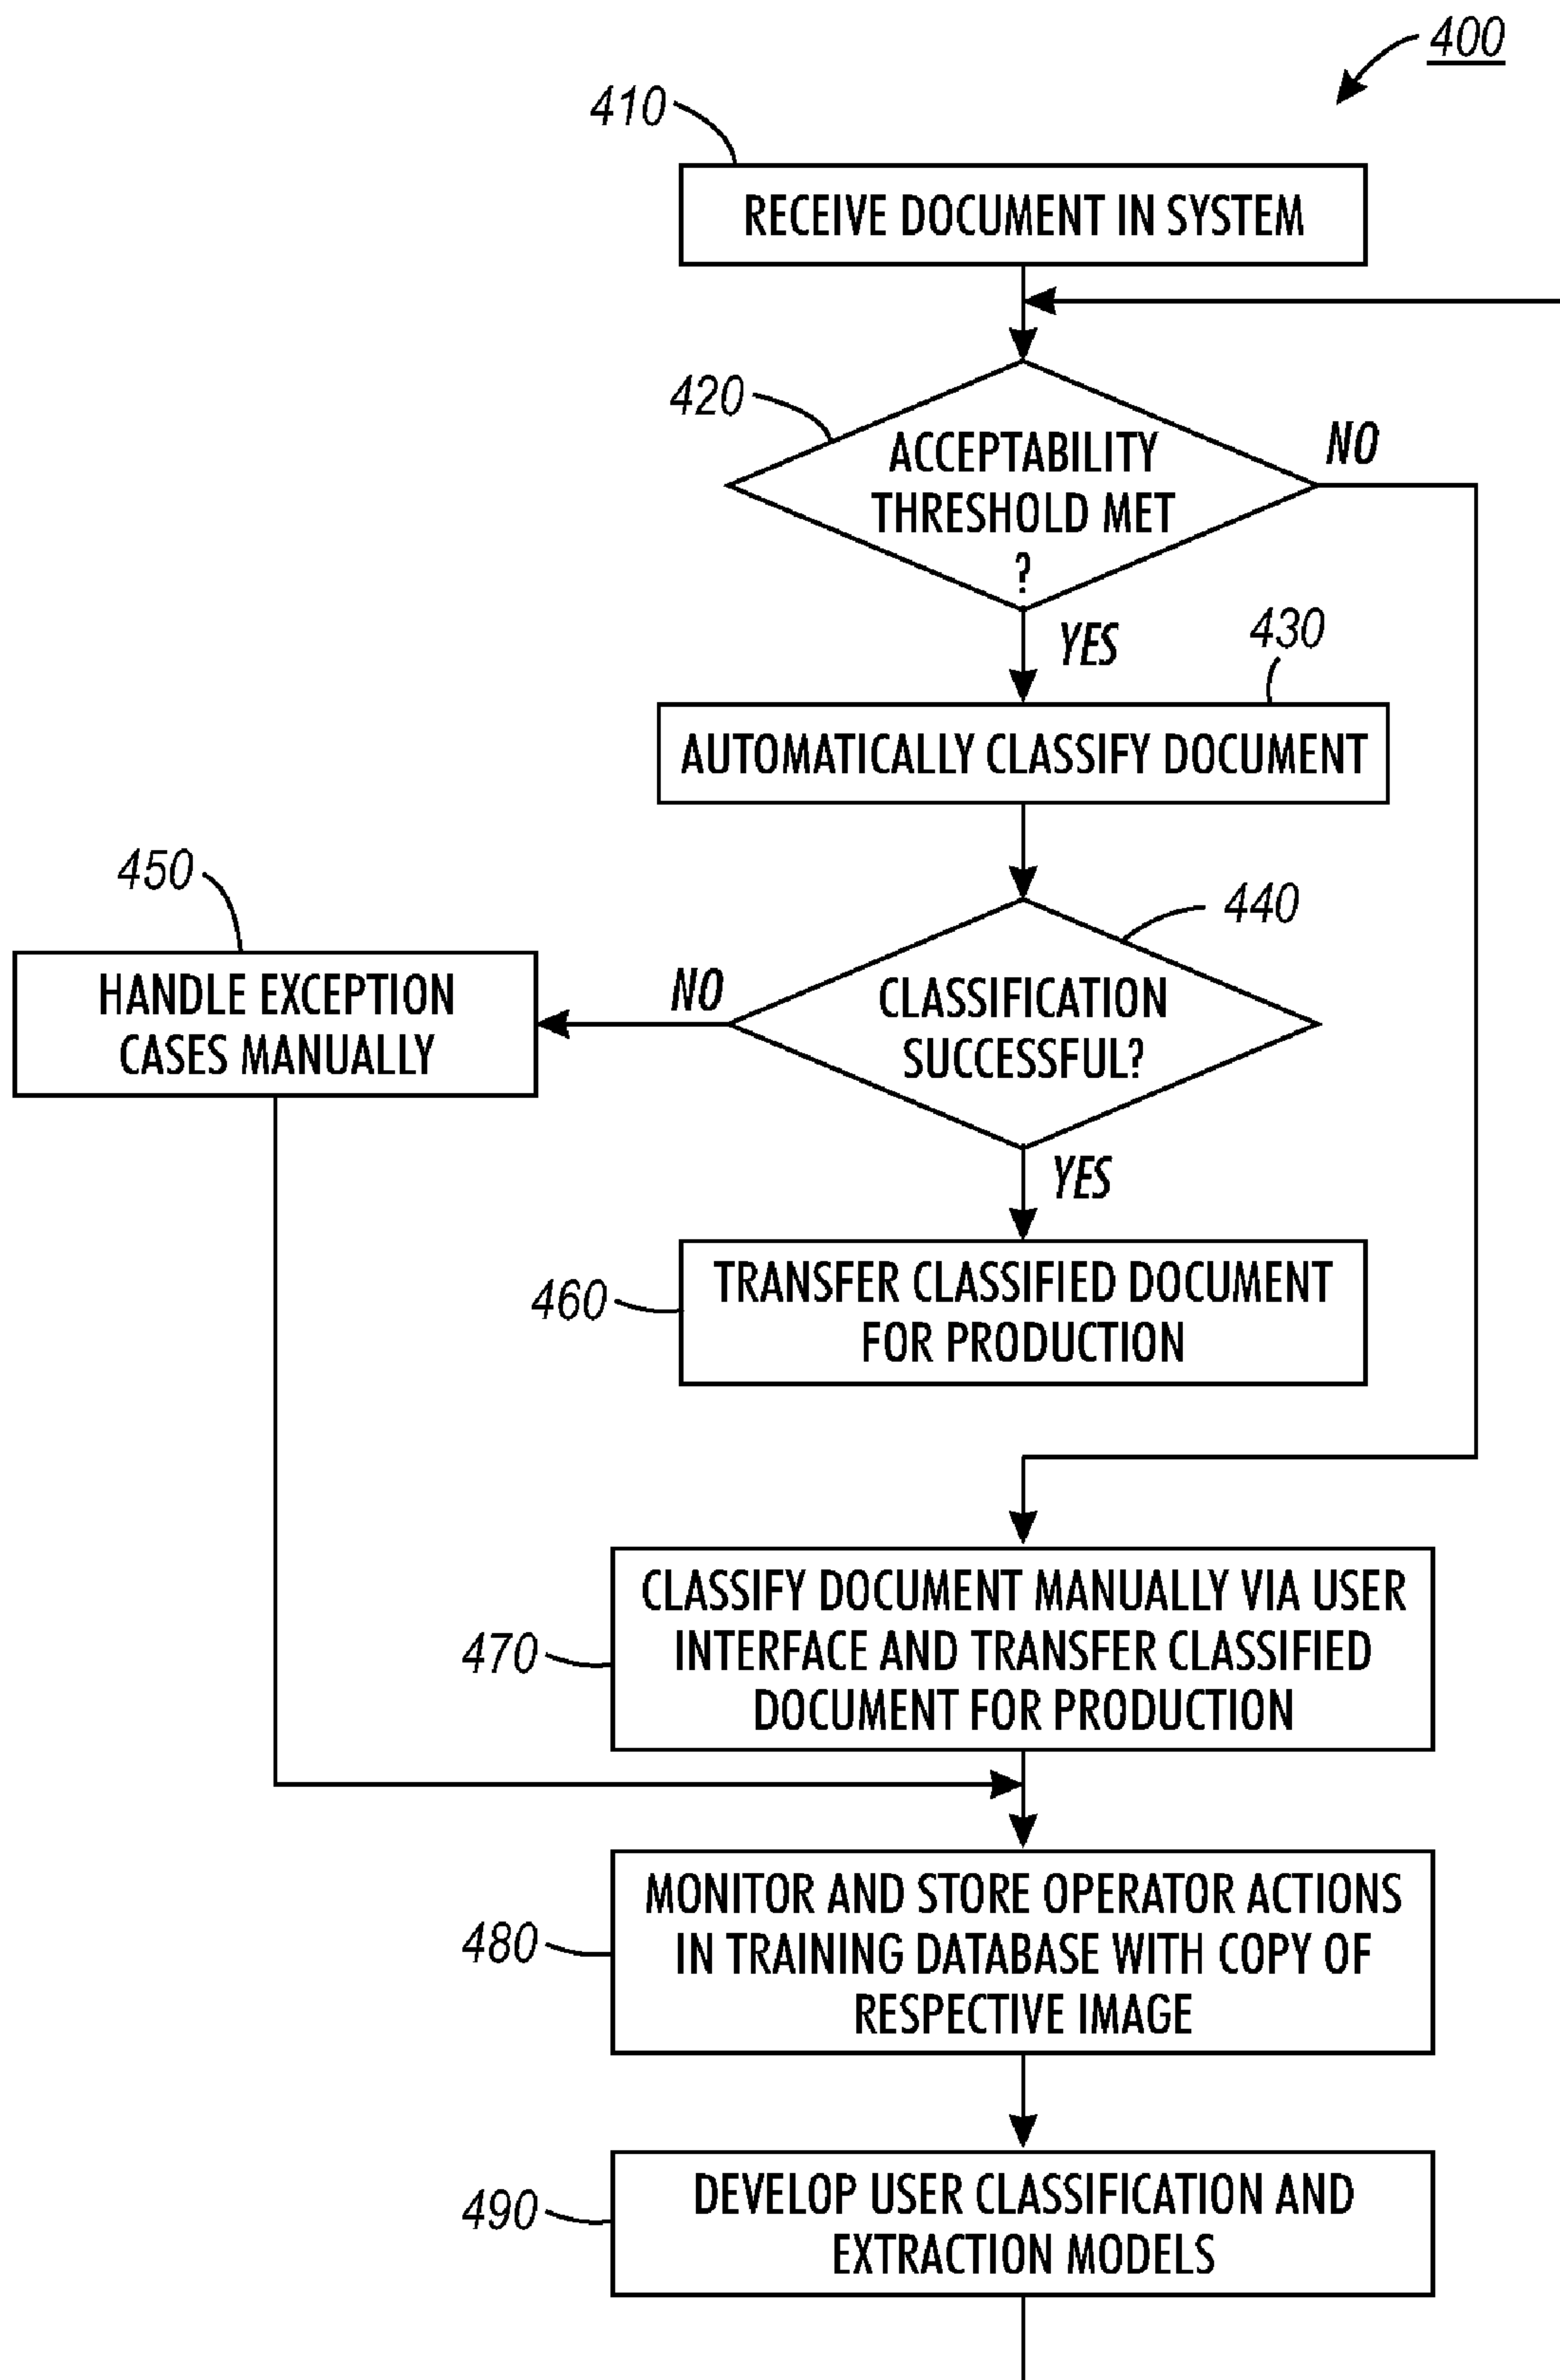 400
410
RECEIVE DOCUMENT IN SYSTEM
420
ACCEPTABILITY
THRESHOLD MET
?
NO
YES
430
AUTOMATICALLY CLASSIFY DOCUMENT
450
440
HANDLE EXCEPTION
CASES MANUALLY
NO
CLASSIFICATION
SUCCESSFUL?
YES
460
TRANSFER CLASSIFIED DOCUMENT
FOR PRODUCTION
470
CLASSIFY DOCUMENT MANUALLY VIA USER
INTERFACE AND TRANSFER CLASSIFIED
DOCUMENT FOR PRODUCTION
480
MONITOR AND STORE OPERATOR ACTIONS
IN TRAINING DATABASE WITH COPY OF
RESPECTIVE IMAGE
490
DEVELOP USER CLASSIFICATION AND
EXTRACTION MODELS